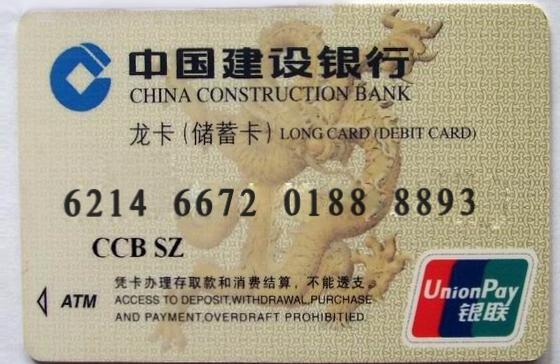 中国建设银行
CHINA CONSTRUCTION BANK
龙卡(储蓄卡) LONG CARD (DEBIT CARD)
6214 6672 0188 8893
CCB SZ
凭卡办理存取款和消费结算，不能透支。
ATM ACCESS TO DEPOSIT,WITHDRAWAL,PURCHASE
AND PAYMENT,OVERDRAFT PROHIBITIED.
UnionPay
银联